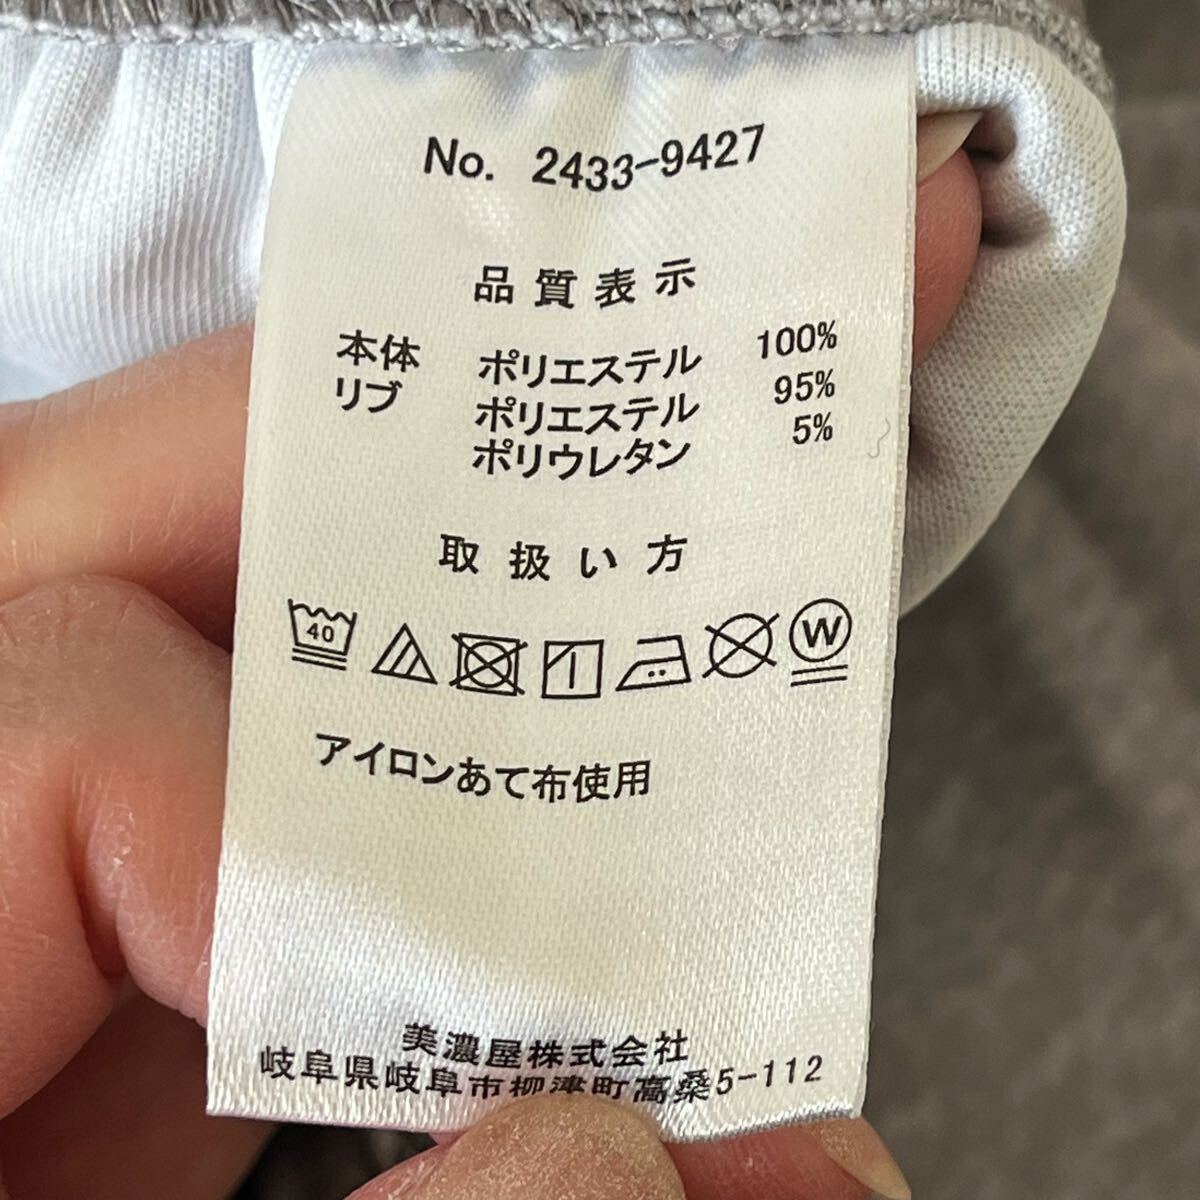 No. 2433-9427
品質表示
本体 ポリエステル 100%
リブ ポリエステル 95%
ポリウレタン 5%
取扱い方
40 W
アイロンあて布使用
美濃屋株式会社
岐阜県岐阜市柳津町高桑5-112